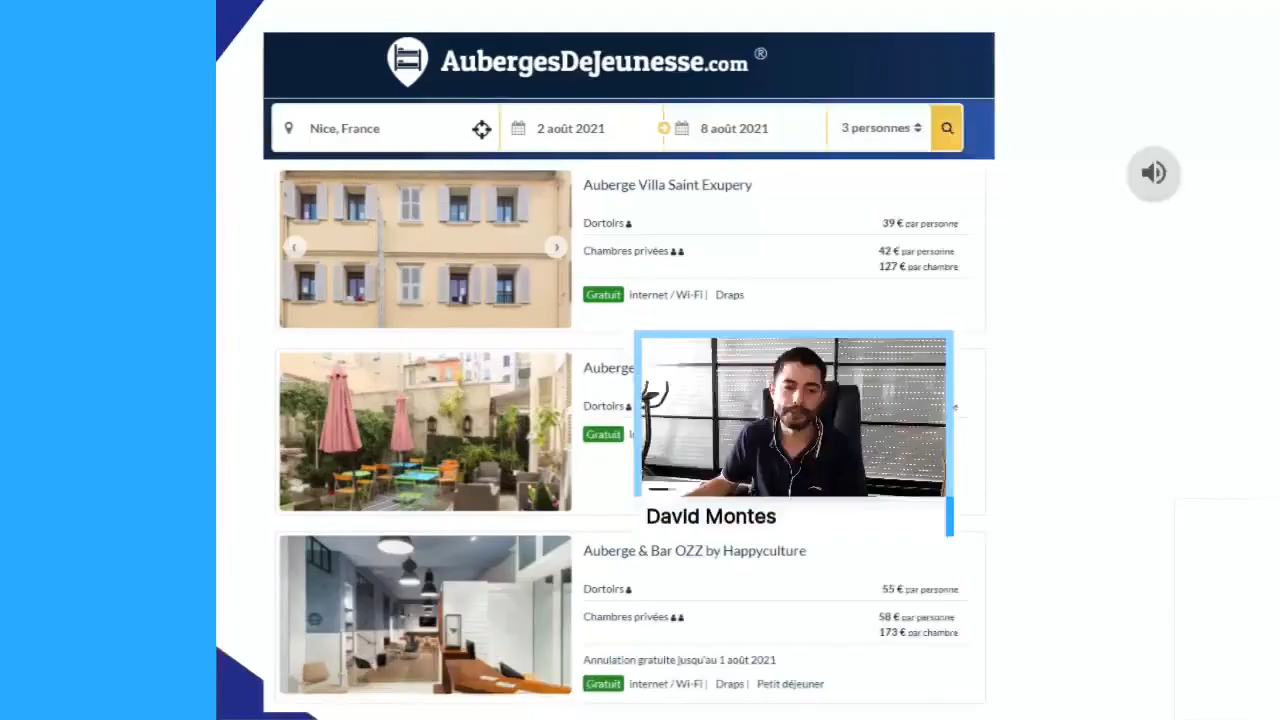 AubergesDeJeunesse.com ®
Nice, France
2 août 2021
8 août 2021
3 personnes
Auberge Villa Saint Exupery
Dortoirs
39 € par personne
Chambres privées
42 € par personne
127 € par chambre
Gratuit Internet / Wi-Fi | Draps
Auberge
Dortoirs
Gratuit
David Montes
Auberge & Bar OZZ by Happyculture
Dortoirs
55 € par personne
Chambres privées
58 € par personne
173 € par chambre
Annulation gratuite jusqu'au 1 août 2021
Gratuit Internet / Wi-Fi | Draps | Petit déjeuner